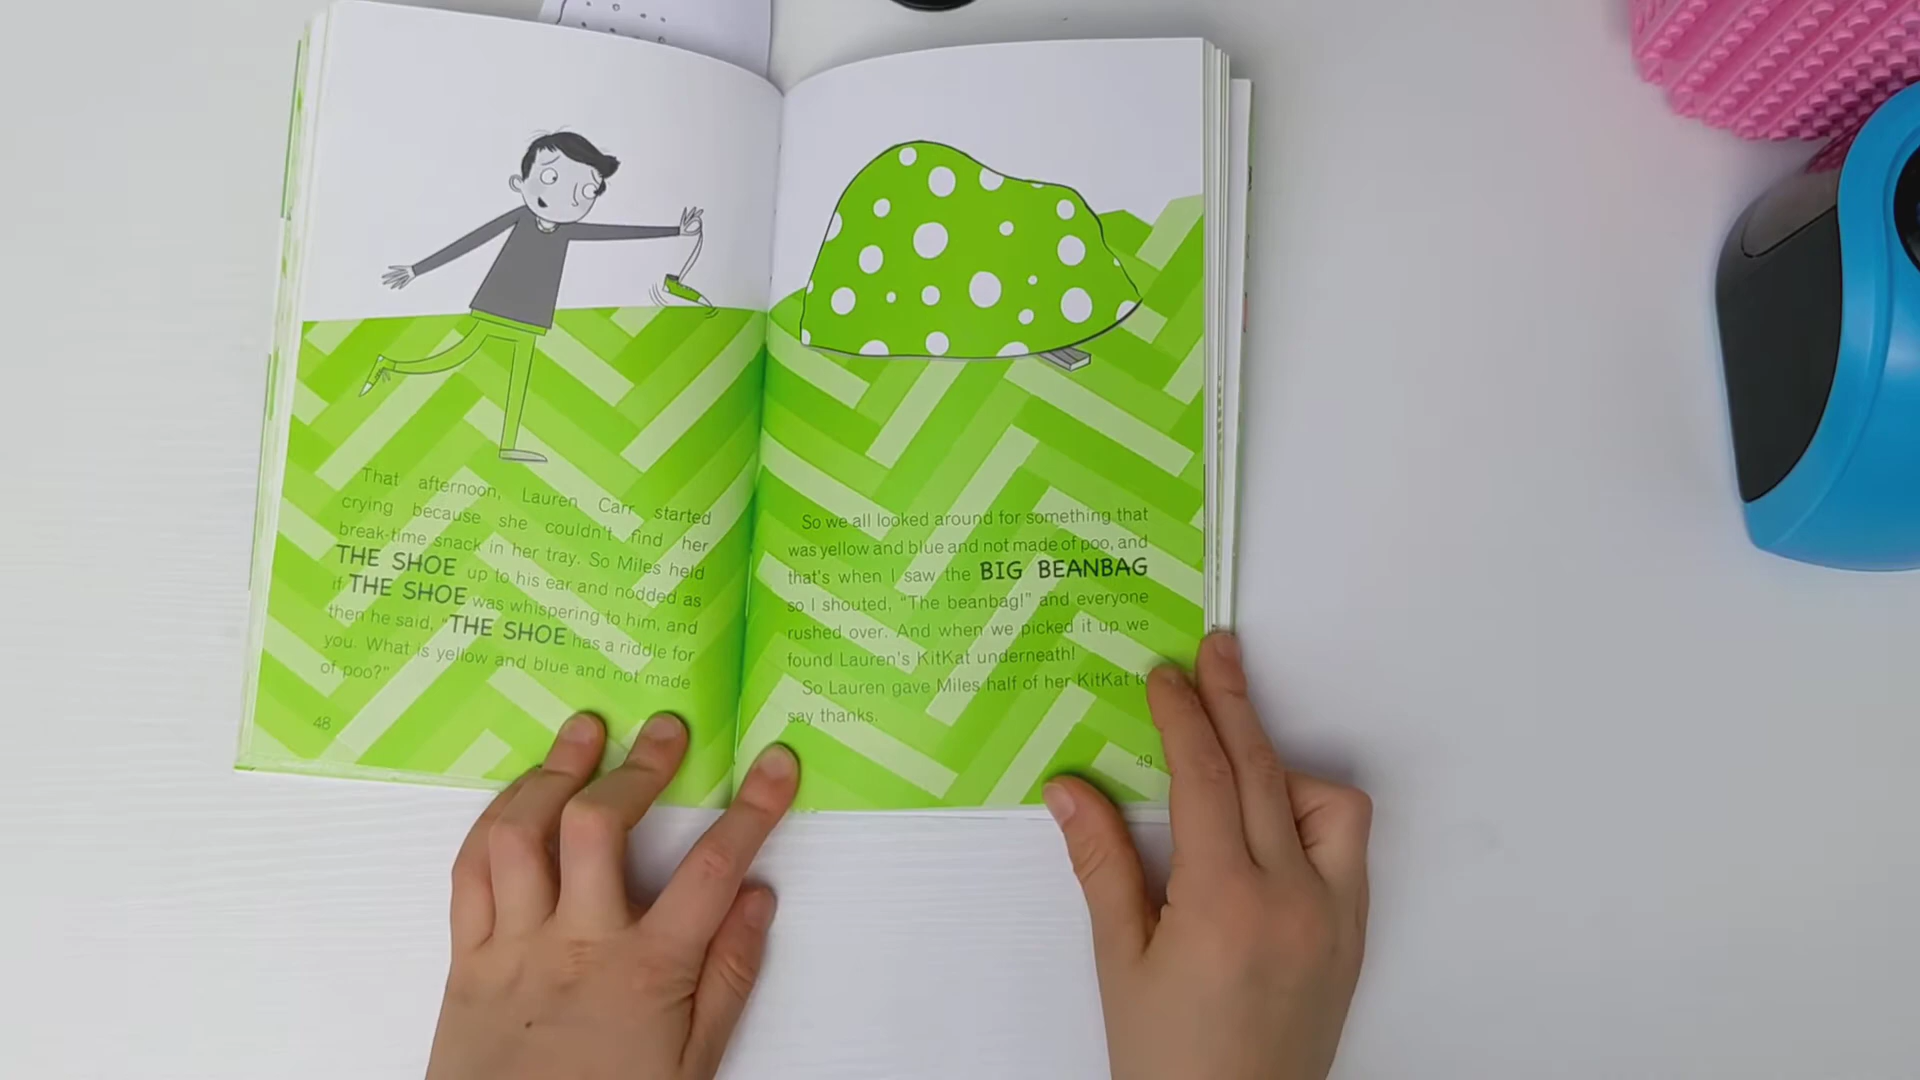 That afternoon, Lauren Carr started
crying because she couldn't find her
break-time snack in her tray. So Miles held
THE SHOE up to his ear and nodded as
if THE SHOE was whispering to him, and
then he said, "THE SHOE has a riddle for
you. What is yellow and blue and not made
of poo?"
48
So we all looked around for something that
was yellow and blue and not made of poo, and
that's when I saw the BIG BEANBAG
so I shouted, "The beanbag!" and everyone
rushed over. And when we picked it up we
found Lauren's KitKat underneath!
So Lauren gave Miles half of her KitKat to
say thanks.
49